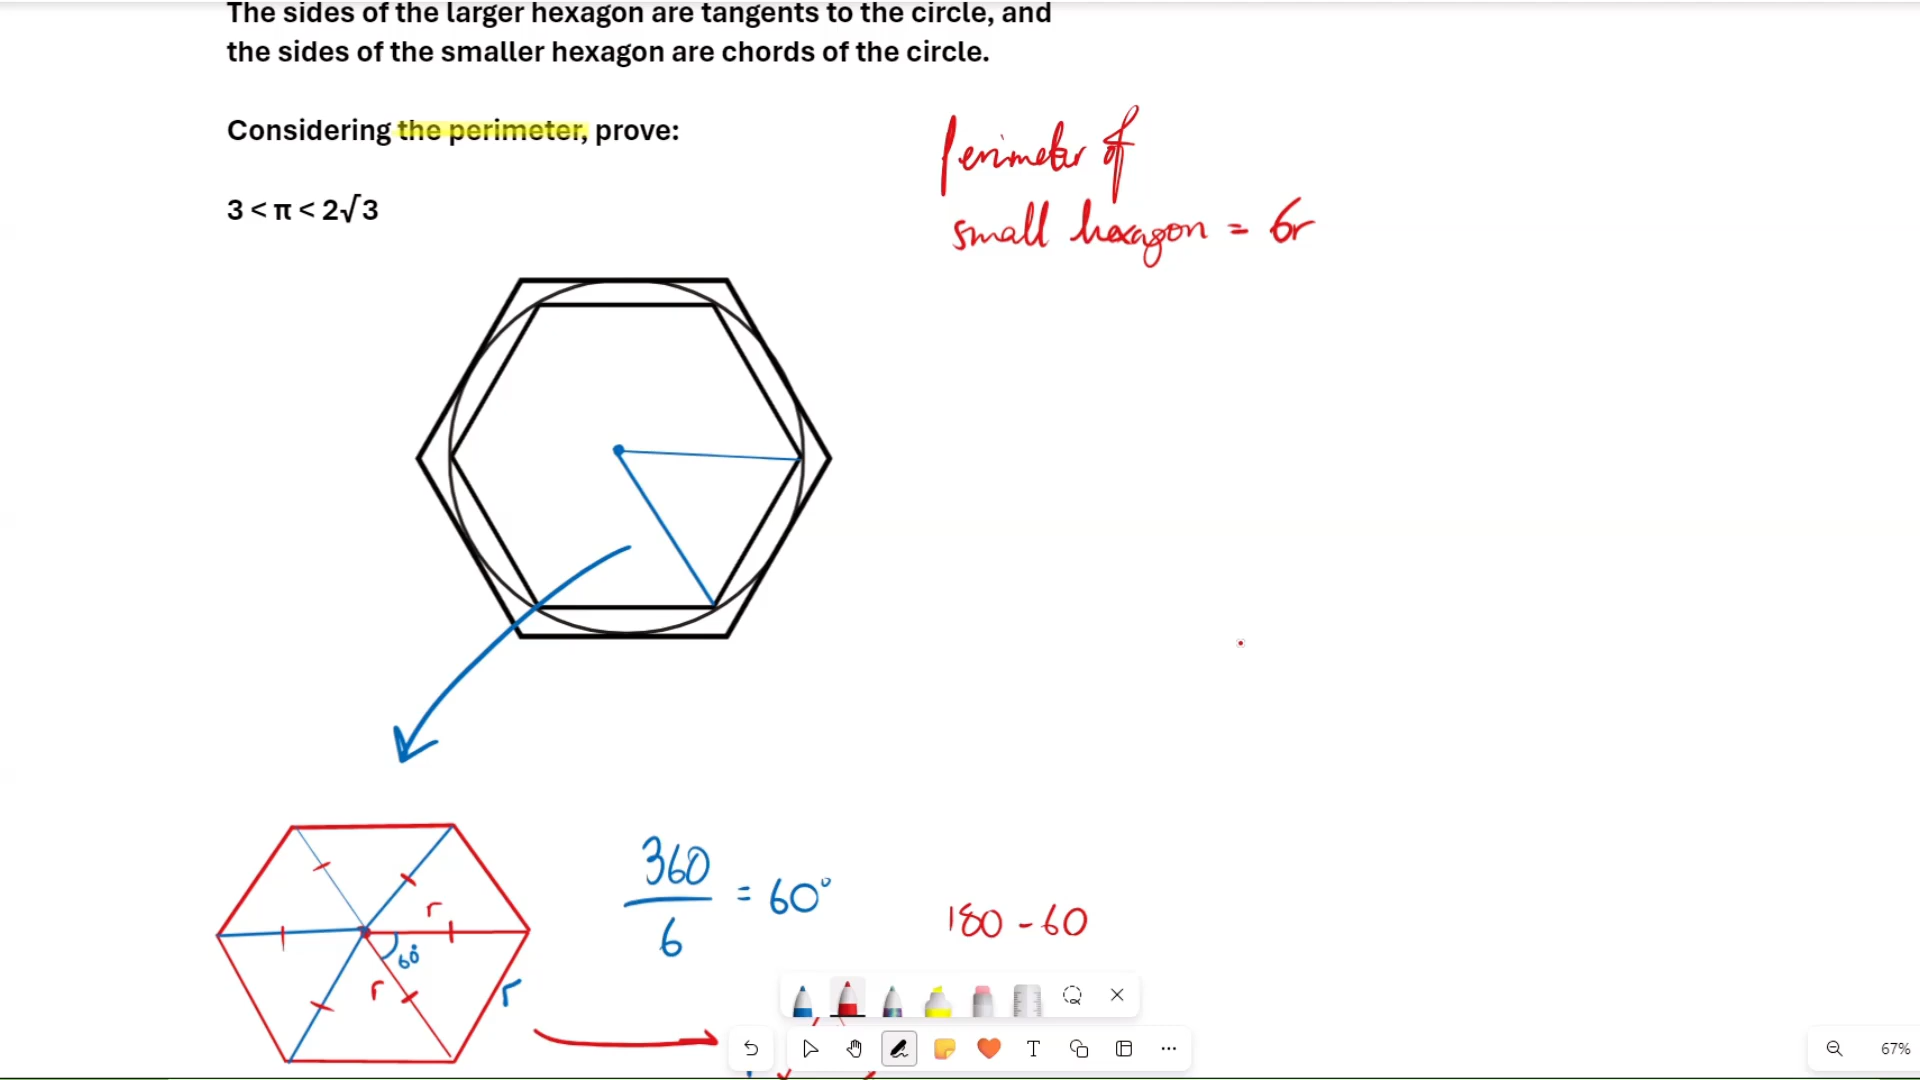 The sides of the larger hexagon are tangents to the circle, and
the sides of the smaller hexagon are chords of the circle.
Considering the perimeter, prove:
3 < π < 2√3
Perimeter of
small hexagon = 6r
r
60°
r
r
360
6
= 60°
180 - 60
T
67%